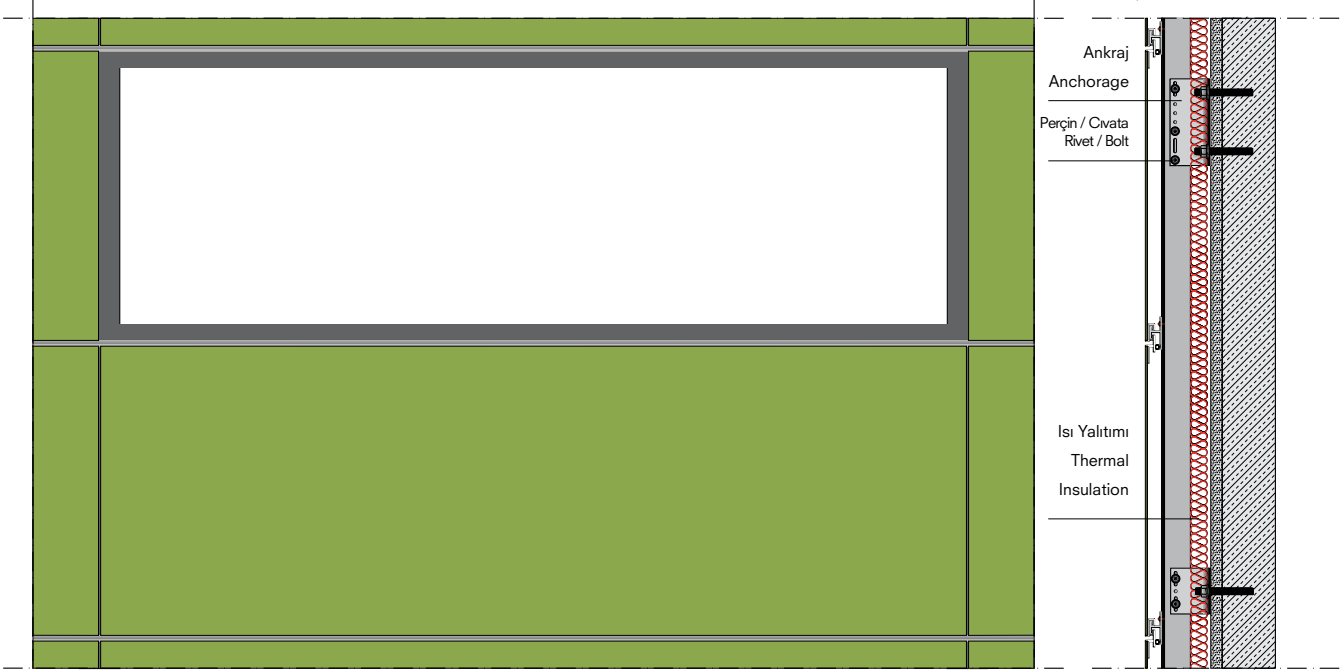 Ankraj
Anchorage
Perçin / Cıvata
Rivet / Bolt
Isı Yalıtımı
Thermal
Insulation